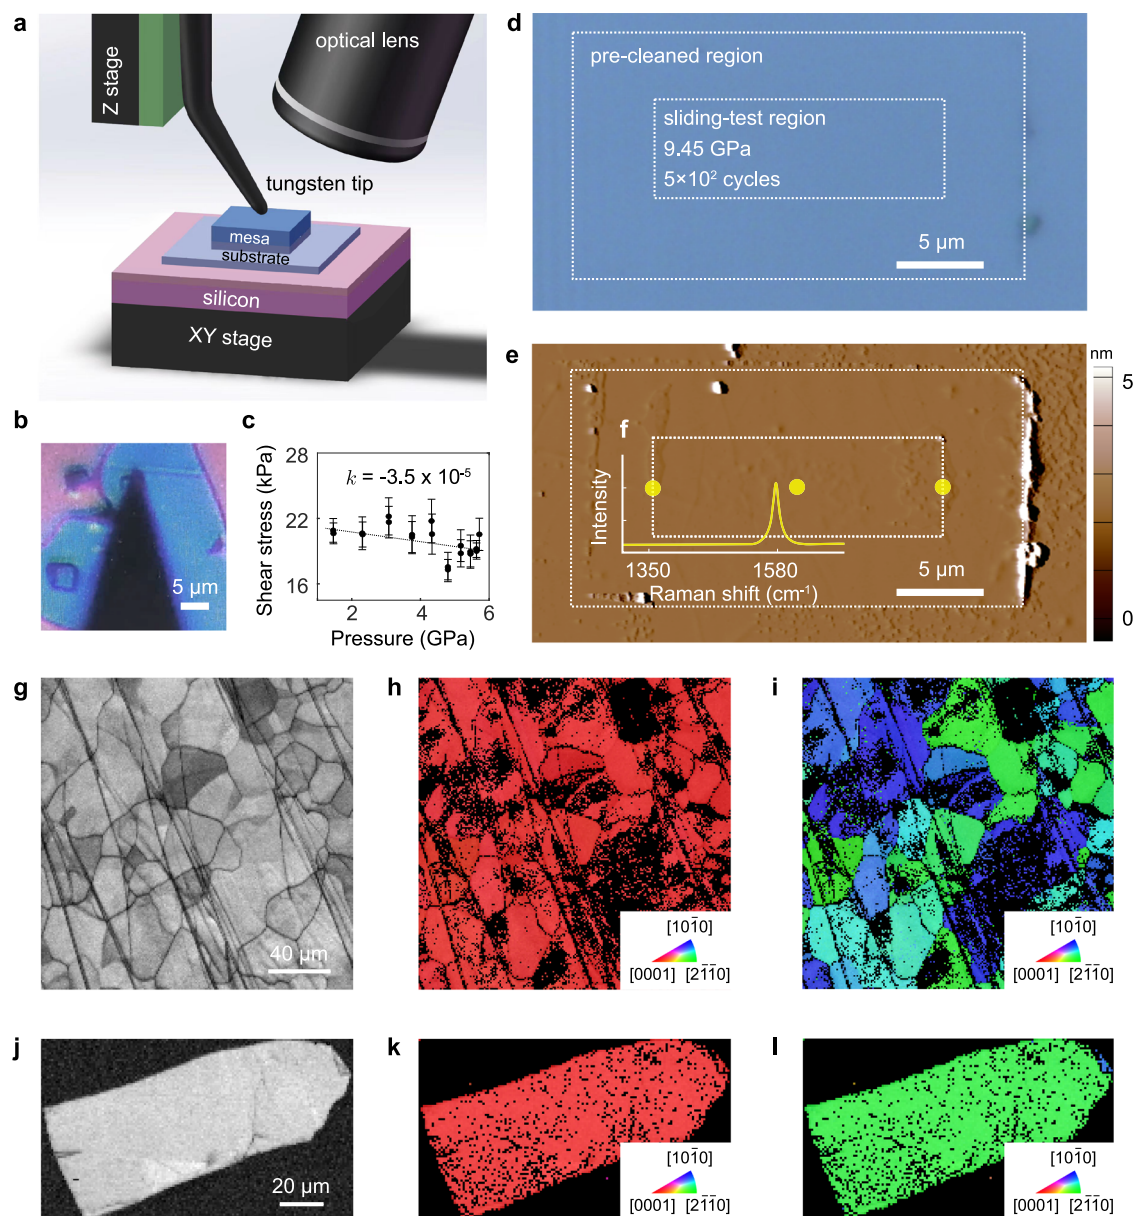 a
Z stage
optical lens
tungsten tip
mesa
substrate
silicon
XY stage
b
5 μm
c
Shear stress (kPa)
28
22
16
k = -3.5 x 10⁻⁵
2
4
6
Pressure (GPa)
d
pre-cleaned region
sliding-test region
9.45 GPa
5×10² cycles
5 μm
e
nm
5
0
f
Intensity
1350
1580
Raman shift (cm⁻¹)
5 μm
g
40 μm
h
[101̄0]
[0001]
[21̄1̄0]
i
[101̄0]
[0001]
[21̄1̄0]
j
20 μm
k
[101̄0]
[0001]
[21̄1̄0]
l
[101̄0]
[0001]
[21̄1̄0]